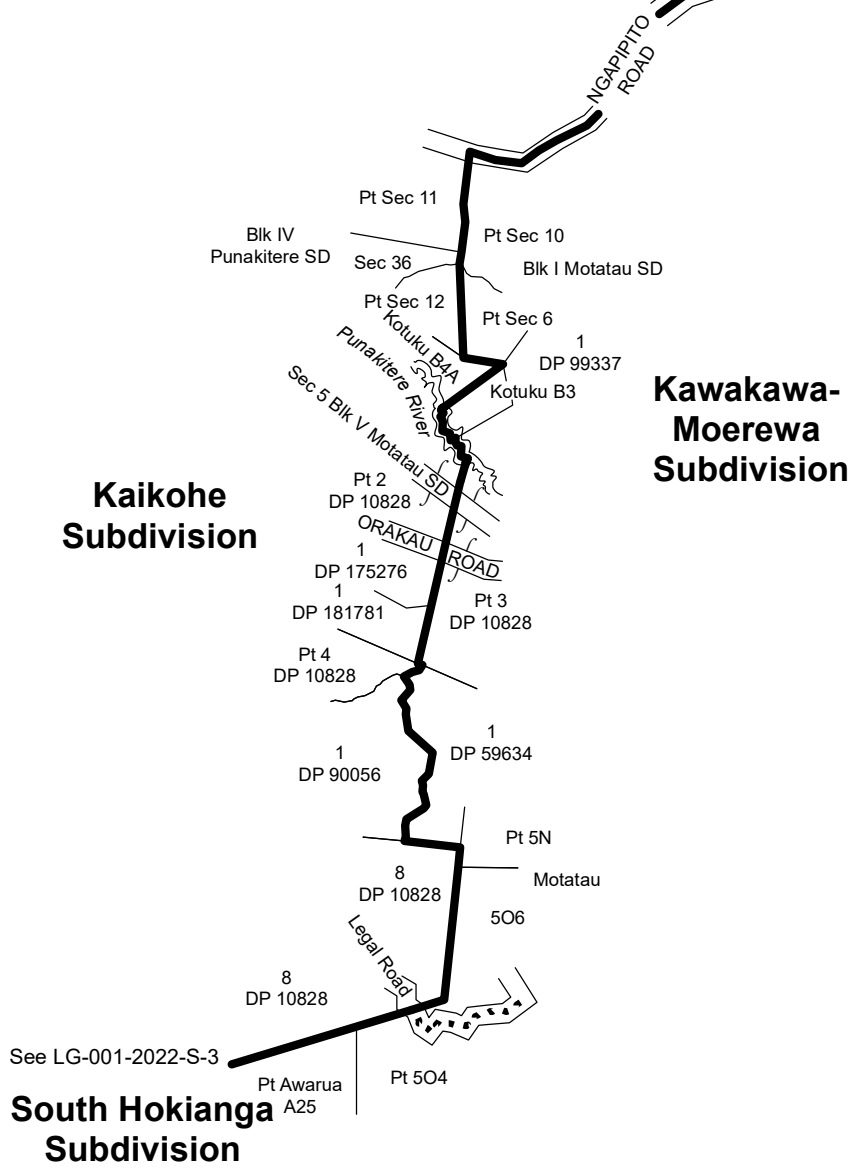 NGAPIPITO
ROAD
Pt Sec 11
Blk IV
Punakitere SD
Pt Sec 10
Sec 36
Blk I Motatau SD
Pt Sec 12
Pt Sec 6
Kotuku B4A
1
DP 99337
Punakitere River
Kotuku B3
Kawakawa-
Moerewa
Subdivision
Sec 5 Blk V Motatau SD
Kaikohe
Subdivision
Pt 2
DP 10828
ORAKAU ROAD
1
DP 175276
1
DP 181781
Pt 3
DP 10828
Pt 4
DP 10828
1
DP 59634
1
DP 90056
Pt 5N
8
DP 10828
Motatau
5O6
Legal Road
8
DP 10828
See LG-001-2022-S-3
Pt Awarua
A25
Pt 5O4
South Hokianga
Subdivision